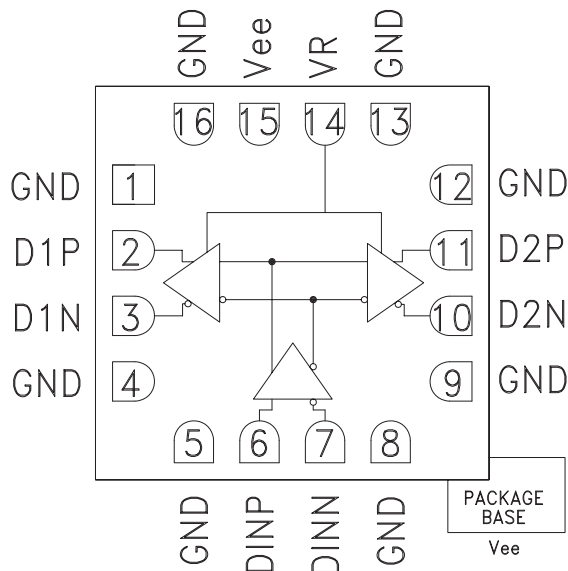 GND Vee VR GND
16 15 14 13
GND 1 12 GND
D1P 2 11 D2P
D1N 3 10 D2N
GND 4 9 GND
5 6 7 8
GND DINP DINN GND
PACKAGE
BASE
Vee